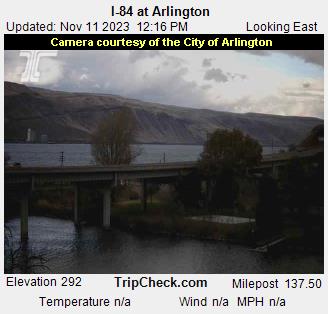 I-84 at Arlington
Updated: Nov 11 2023 12:16 PM Looking East
Camera courtesy of the City of Arlington
Elevation 292 TripCheck.com Milepost 137.50
Temperature n/a Wind n/a MPH n/a